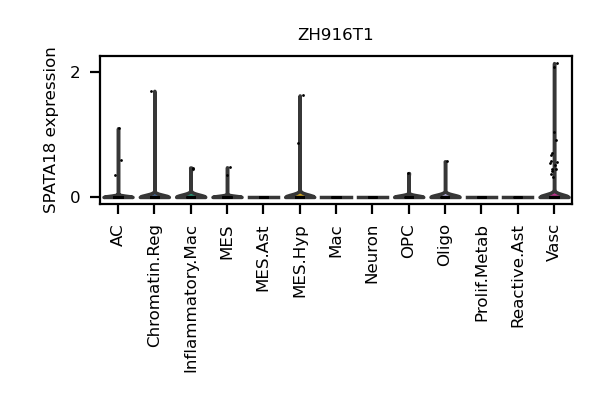 ZH916T1
SPATA18 expression
2
0
AC
Chromatin.Reg
Inflammatory.Mac
MES
MES.Ast
MES.Hyp
Mac
Neuron
OPC
Oligo
Prolif.Metab
Reactive.Ast
Vasc